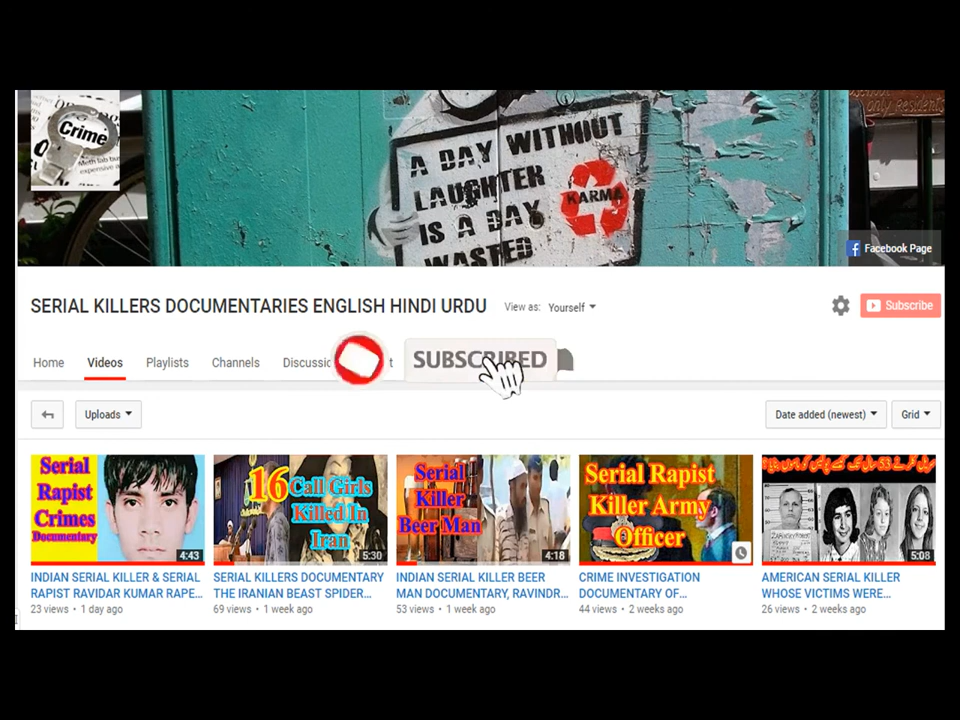 Crime
Meth lab
expensive
only Residents
A DAY WITHOUT
LAUGHTER
IS A DAY
WASTED
KARMA
Facebook Page
SERIAL KILLERS DOCUMENTARIES ENGLISH HINDI URDU
View as: Yourself
Subscribe
Home
Videos
Playlists
Channels
Discussio
t
SUBSCRIBED
Uploads
Date added (newest)
Grid
Serial
Rapist
Crimes
Documentary
4:43
16 Call Girls
Killed In
Iran
5:30
Serial
Killer
Beer Man
4:18
Serial Rapist
Killer Army
Officer
5:08
INDIAN SERIAL KILLER & SERIAL
RAPIST RAVIDAR KUMAR RAPE...
23 views • 1 day ago
SERIAL KILLERS DOCUMENTARY
THE IRANIAN BEAST SPIDER...
69 views • 1 week ago
INDIAN SERIAL KILLER BEER
MAN DOCUMENTARY, RAVINDR...
53 views • 1 week ago
CRIME INVESTIGATION
DOCUMENTARY OF...
44 views • 2 weeks ago
AMERICAN SERIAL KILLER
WHOSE VICTIMS WERE...
26 views • 2 weeks ago